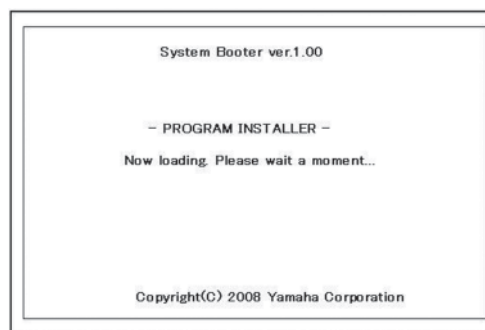 System Booter ver.1.00
- PROGRAM INSTALLER -
Now loading. Please wait a moment...
Copyright(C) 2008 Yamaha Corporation